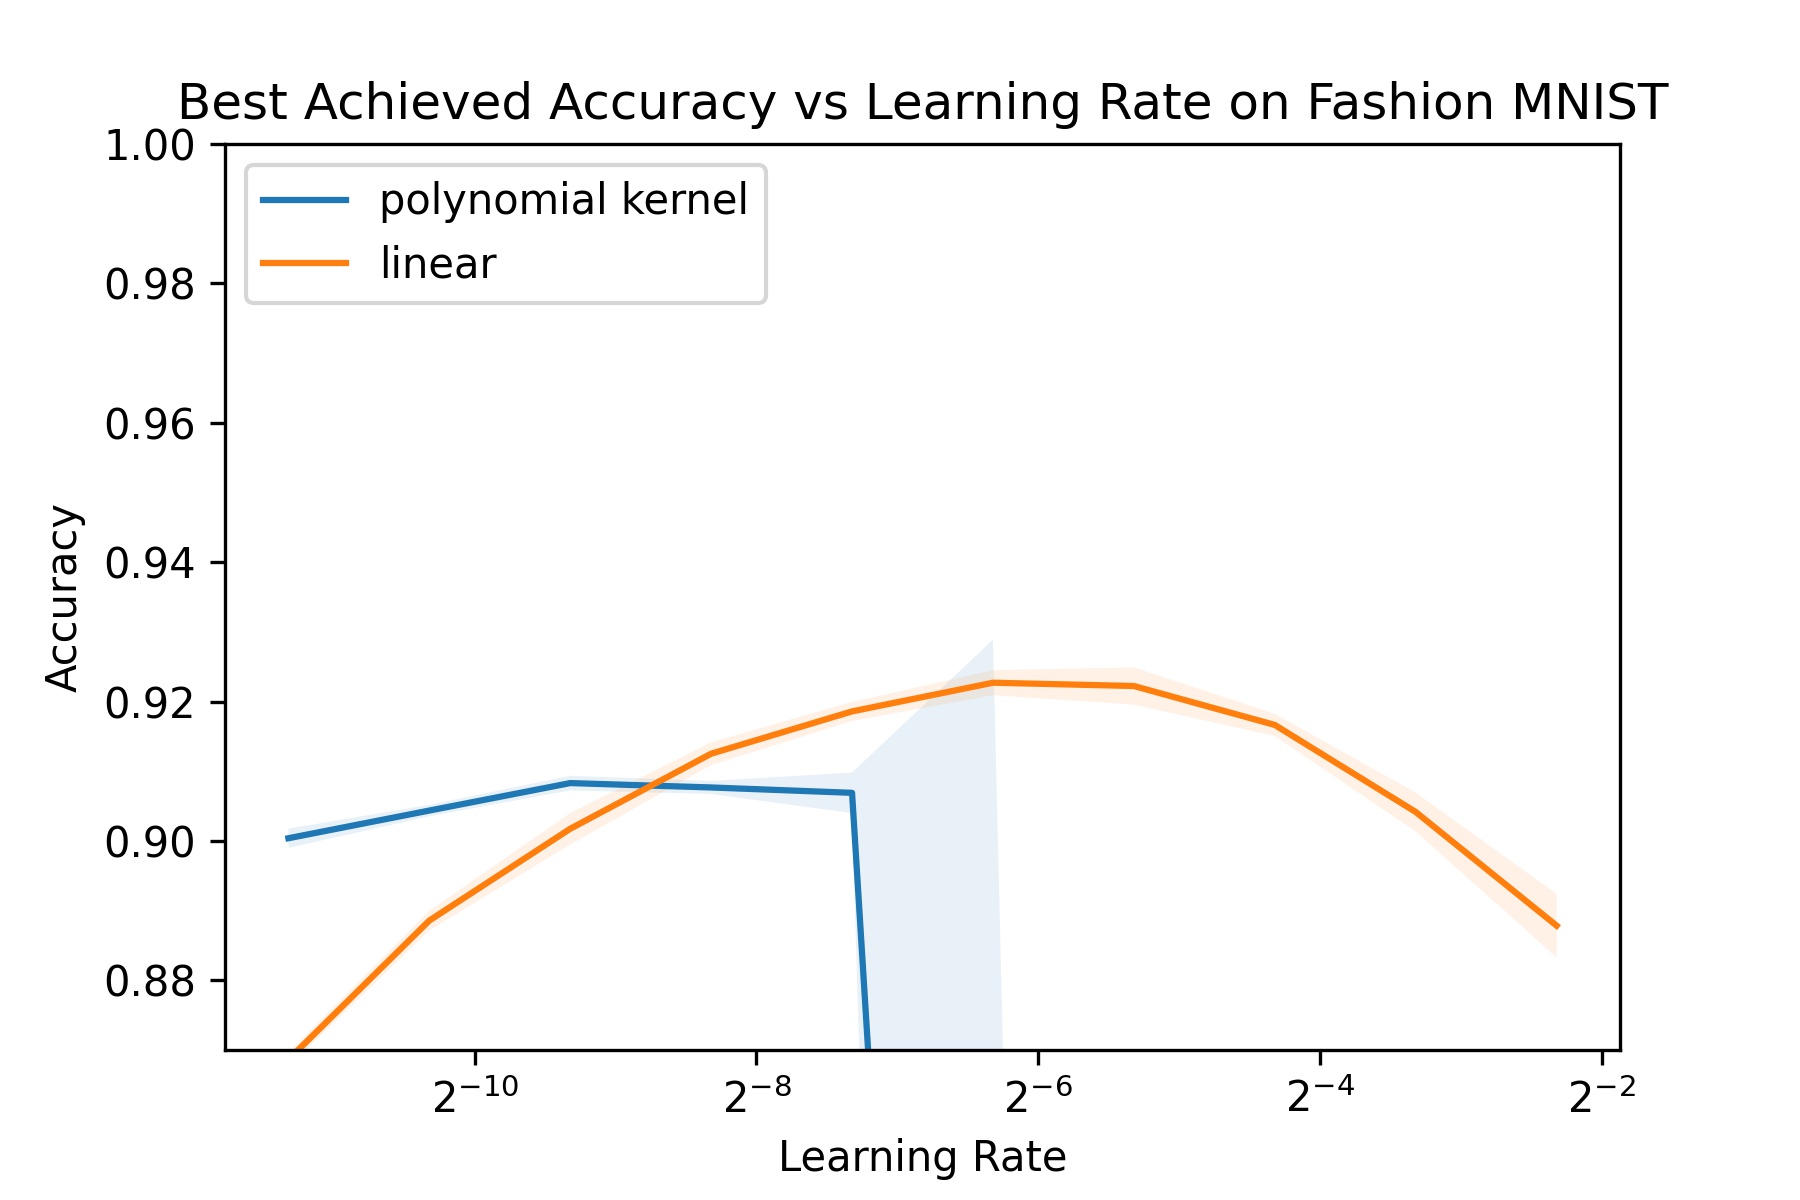 Best Achieved Accuracy vs Learning Rate on Fashion MNIST
1.00
polynomial kernel
linear
0.98
0.96
0.94
0.92
0.90
0.88
Accuracy
2⁻¹⁰ 2⁻⁸ 2⁻⁶ 2⁻⁴ 2⁻²
Learning Rate